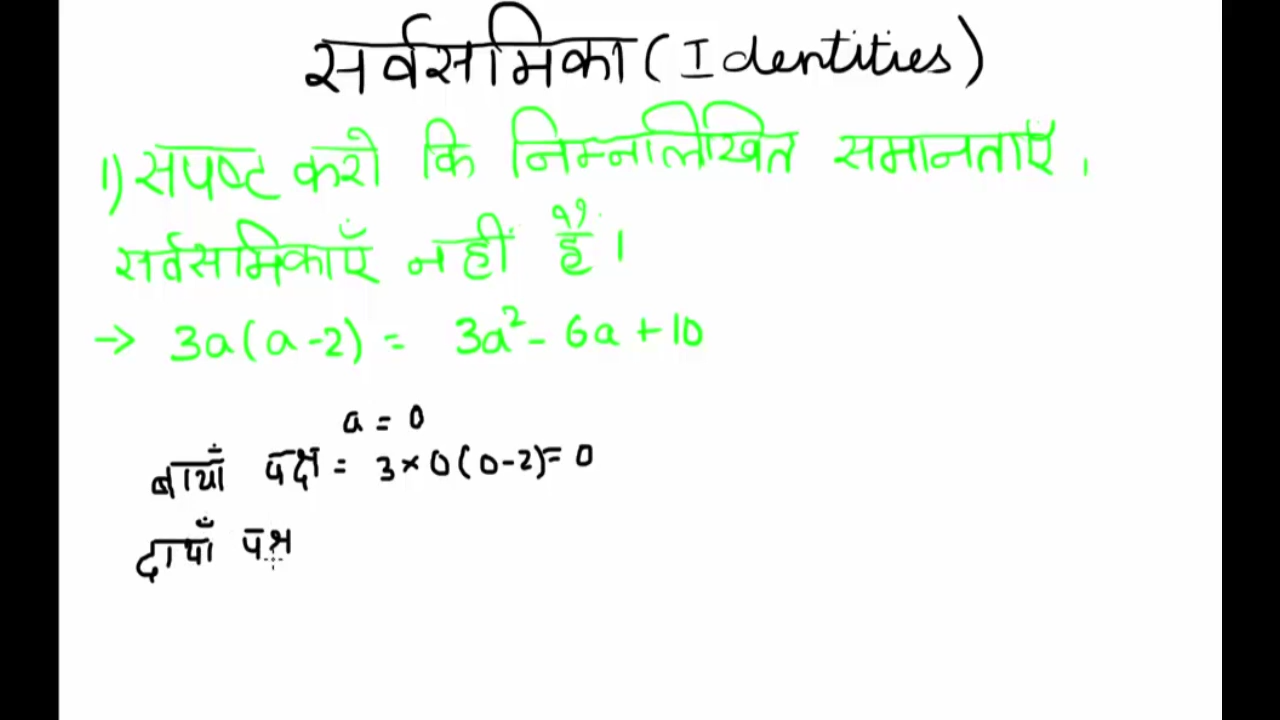 सर्वसमिका (Identities)
1) सपष्ट करो कि निम्नलिखित समानताएँ
सर्वसमिकाएँ नहीं है।
→ 3a(a-2) = 3a² - 6a + 10
a = 0
बायाँ पक्ष = 3×0(0-2) = 0
दायाँ पक्ष